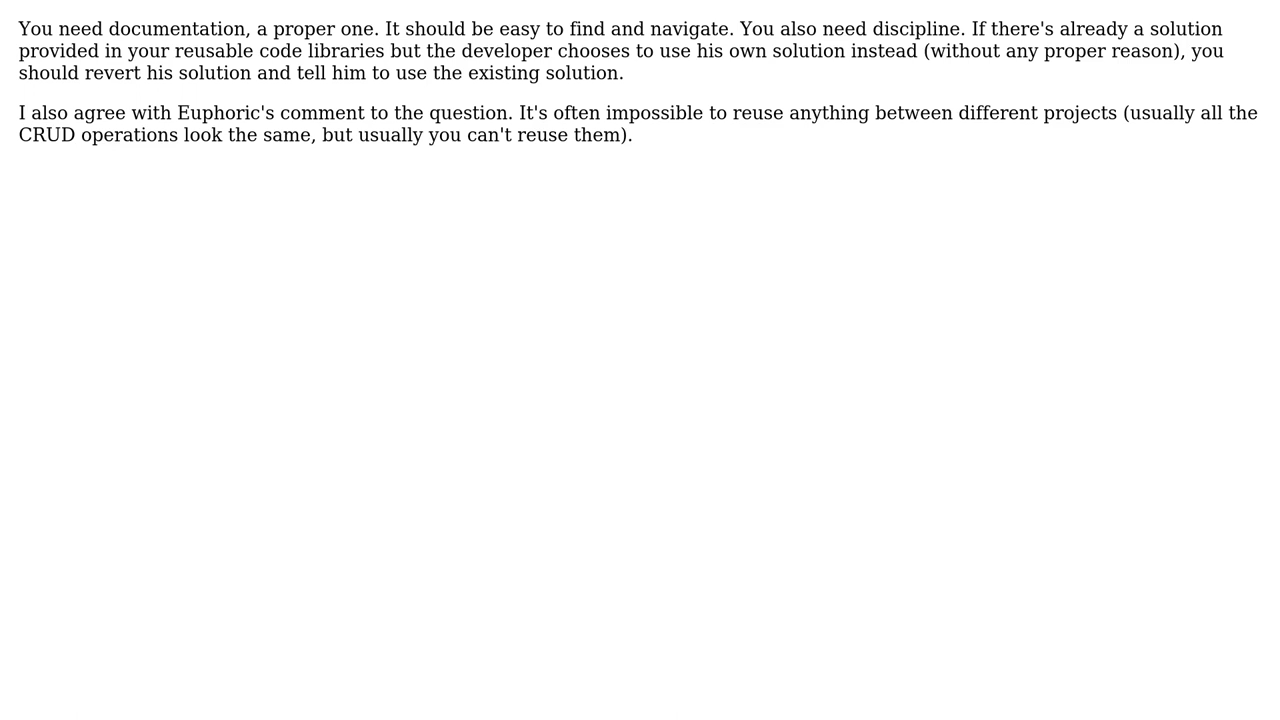 You need documentation, a proper one. It should be easy to find and navigate. You also need discipline. If there's already a solution
provided in your reusable code libraries but the developer chooses to use his own solution instead (without any proper reason), you
should revert his solution and tell him to use the existing solution.
I also agree with Euphoric's comment to the question. It's often impossible to reuse anything between different projects (usually all the
CRUD operations look the same, but usually you can't reuse them).